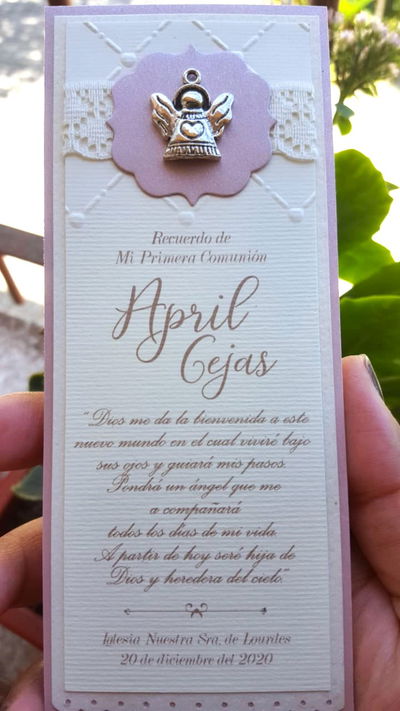 Recuerdo de
Mi Primera Comunión
April
Cejas
"Dios me da la bienvenida a este
nuevo mundo en el cual viviré bajo
sus ojos y guiará mis pasos.
Pondrá un ángel que me
a compañará
todos los días de mi vida.
A partir de hoy seré hija de
Dios y heredera del cielo".
Iglesia Nuestra Sra. de Lourdes
20 de diciembre del 2020